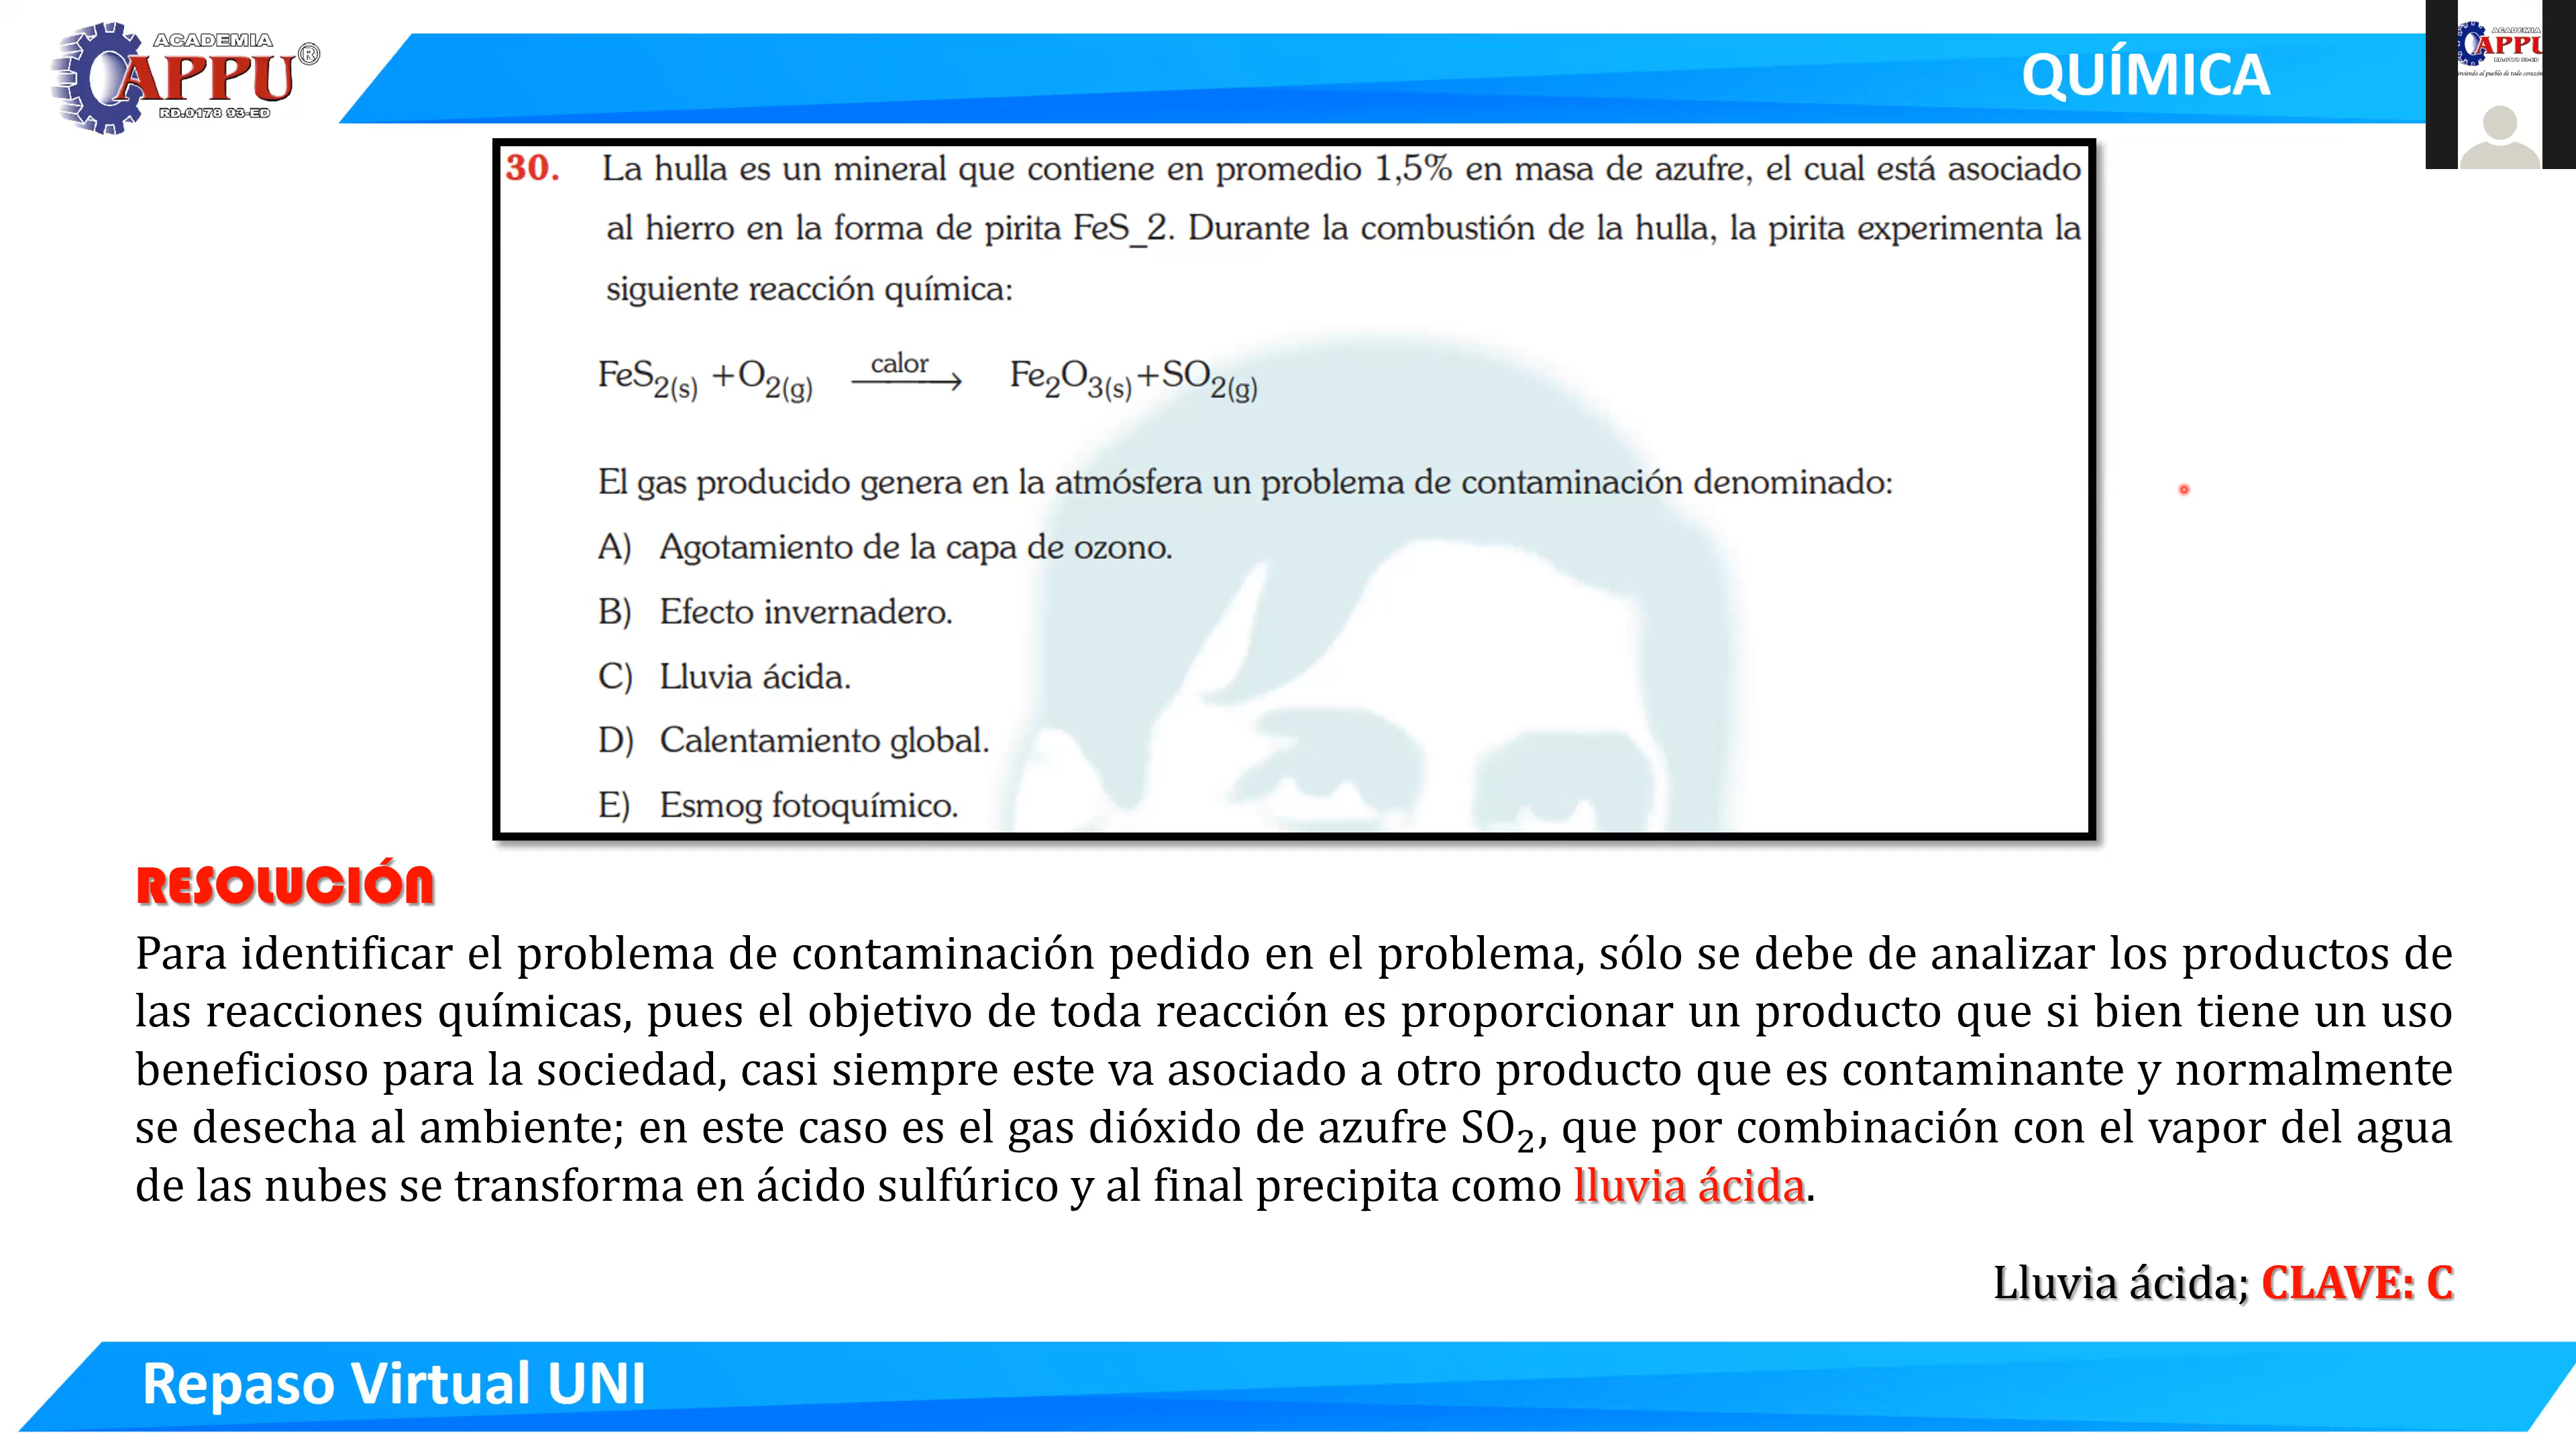 ACADEMIA
APPU®
RD.0178 93-ED
QUÍMICA
ACADEMIA
APPU
RD.0178 93-ED
30. La hulla es un mineral que contiene en promedio 1,5% en masa de azufre, el cual está asociado
al hierro en la forma de pirita FeS_2. Durante la combustión de la hulla, la pirita experimenta la
siguiente reacción química:
calor
FeS₂(s) +O₂(g) ⟶ Fe₂O₃(s)+SO₂(g)
El gas producido genera en la atmósfera un problema de contaminación denominado:
A) Agotamiento de la capa de ozono.
B) Efecto invernadero.
C) Lluvia ácida.
D) Calentamiento global.
E) Esmog fotoquímico.
RESOLUCIÓN
Para identificar el problema de contaminación pedido en el problema, sólo se debe de analizar los productos de
las reacciones químicas, pues el objetivo de toda reacción es proporcionar un producto que si bien tiene un uso
beneficioso para la sociedad, casi siempre este va asociado a otro producto que es contaminante y normalmente
se desecha al ambiente; en este caso es el gas dióxido de azufre SO₂, que por combinación con el vapor del agua
de las nubes se transforma en ácido sulfúrico y al final precipita como lluvia ácida.
Lluvia ácida; CLAVE: C
Repaso Virtual UNI